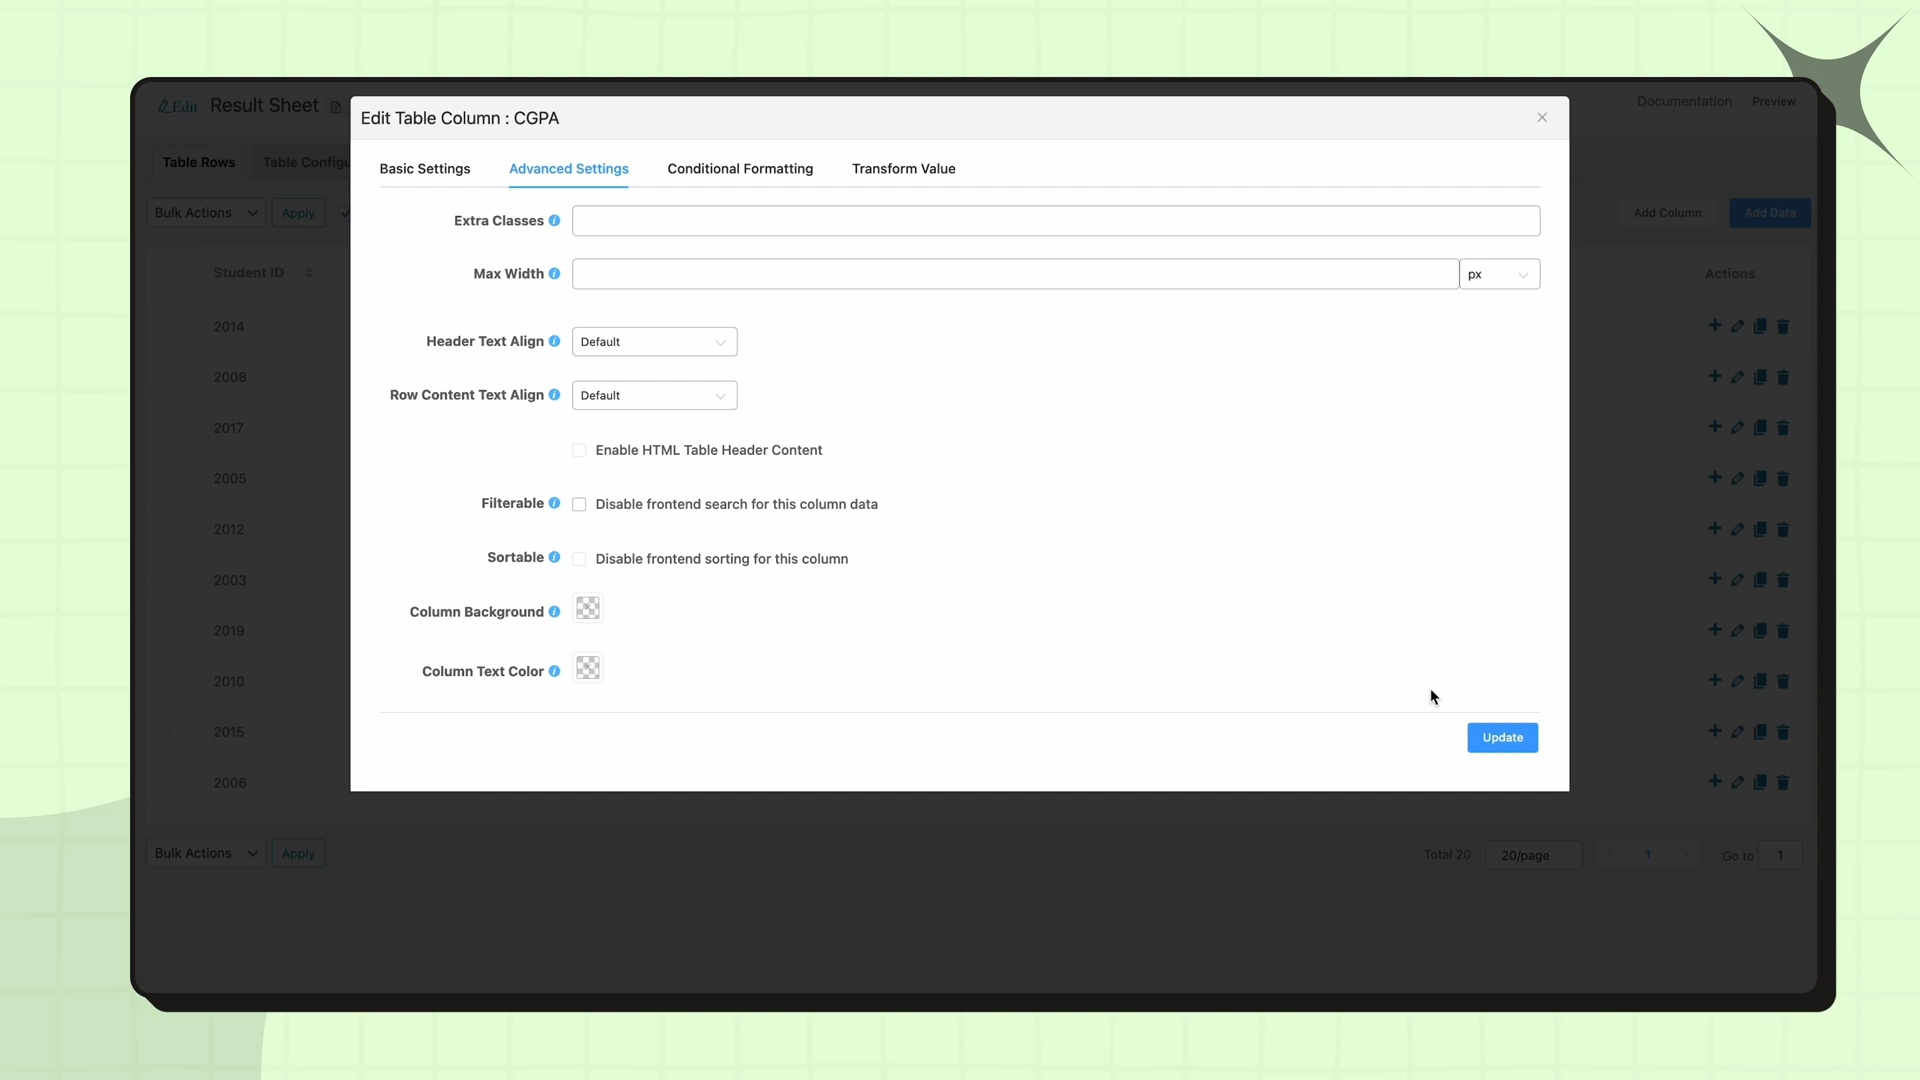 Edit Result Sheet
Documentation Preview
Edit Table Column : CGPA
Table Rows Table Configu
Basic Settings Advanced Settings Conditional Formatting Transform Value
Bulk Actions Apply
Add Column Add Data
Extra Classes
Max Width px
Student ID
Actions
Header Text Align Default
Row Content Text Align Default
Enable HTML Table Header Content
Filterable Disable frontend search for this column data
Sortable Disable frontend sorting for this column
Column Background
Column Text Color
Update
2014
2008
2017
2005
2012
2003
2019
2010
2015
2006
Bulk Actions Apply
Total 20 20/page 1 Go to 1